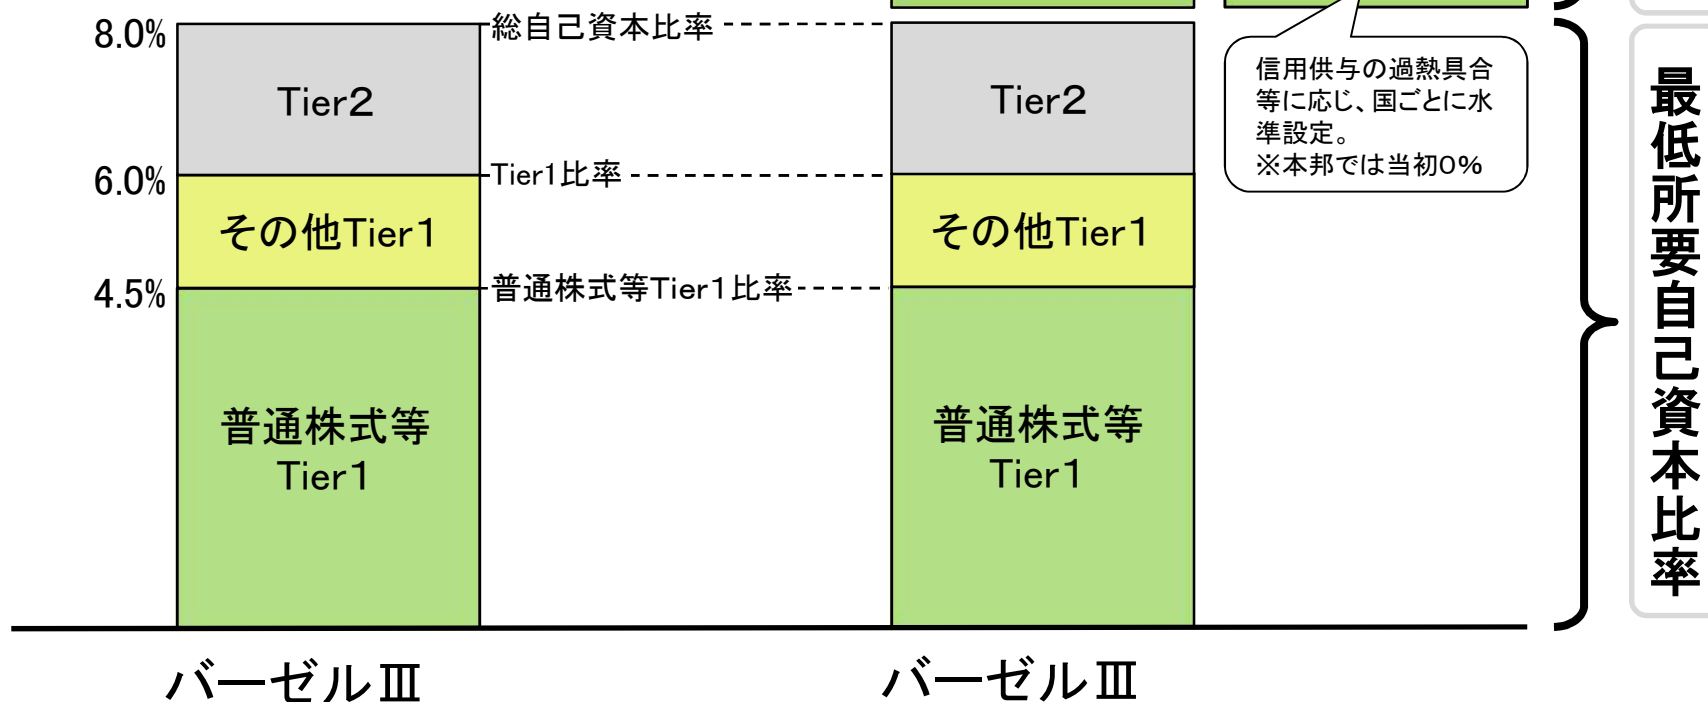 8.0%
総自己資本比率
Tier2
Tier2
信用供与の過熱具合
等に応じ、国ごとに水
準設定。
※本邦では当初0%
6.0%
Tier1比率
その他Tier1
その他Tier1
4.5%
普通株式等Tier1比率
普通株式等
Tier1
普通株式等
Tier1
最低所要自己資本比率
バーゼルⅢ
バーゼルⅢ